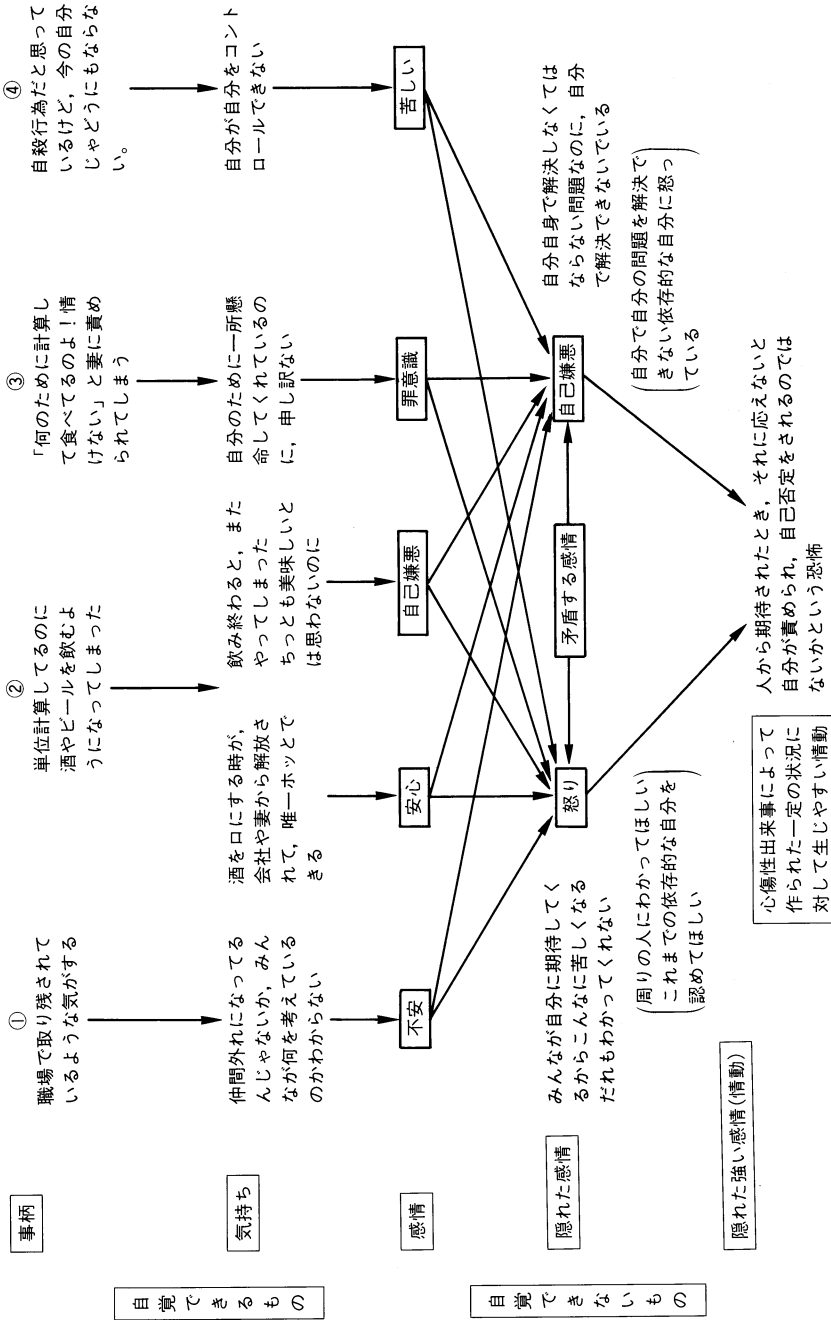 自覚できるもの
事柄
①
職場で取り残されて
いるような気がする
②
単位計算してるのに
酒やビールを飲むよ
うになってしまった
③
「何のために計算し
て食べてるのよ！情
けない」と妻に責め
られてしまう
④
自殺行為だと思って
いるけど，今の自分
じゃどうにもならな
い。
気持ち
仲間外れになってる
んじゃないか，みん
なが何を考えている
のかわからない
酒を口にする時が，
会社や妻から解放さ
れて，唯一ホッとで
きる
飲み終わると，また
やってしまった
ちっとも美味しいと
は思わないのに
自分のために一所懸
命してくれているの
に，申し訳ない
自分が自分をコント
ロールできない
感情
不安
安心
自己嫌悪
罪意識
苦しい
自覚できないもの
隠れた感情
みんなが自分に期待してく
るからこんなに苦しくなる
だれもわかってくれない
怒り
矛盾する感情
自己嫌悪
自分自身で解決しなくては
ならない問題なのに，自分
で解決できないでいる
(周りの人にわかってほしい
これまでの依存的な自分を
認めてほしい)
(自分で自分の問題を解決で
きない依存的な自分に怒っ
ている)
隠れた強い感情(情動)
心傷性出来事によって
作られた一定の状況に
対して生じやすい情動
人から期待されたとき，それに応えないと
自分が責められ，自己否定をされるのでは
ないかという恐怖